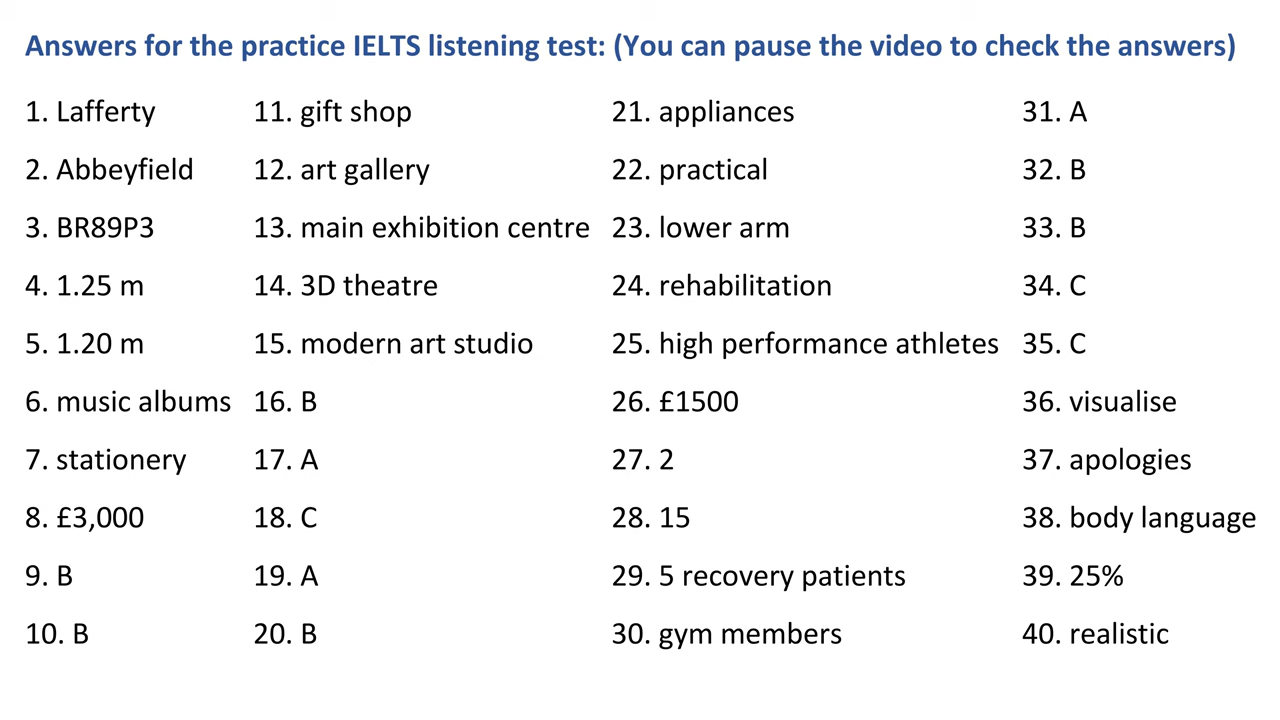 Answers for the practice IELTS listening test: (You can pause the video to check the answers)
1. Lafferty
2. Abbeyfield
3. BR89P3
4. 1.25 m
5. 1.20 m
6. music albums
7. stationery
8. £3,000
9. B
10. B
11. gift shop
12. art gallery
13. main exhibition centre
14. 3D theatre
15. modern art studio
16. B
17. A
18. C
19. A
20. B
21. appliances
22. practical
23. lower arm
24. rehabilitation
25. high performance athletes
26. £1500
27. 2
28. 15
29. 5 recovery patients
30. gym members
31. A
32. B
33. B
34. C
35. C
36. visualise
37. apologies
38. body language
39. 25%
40. realistic